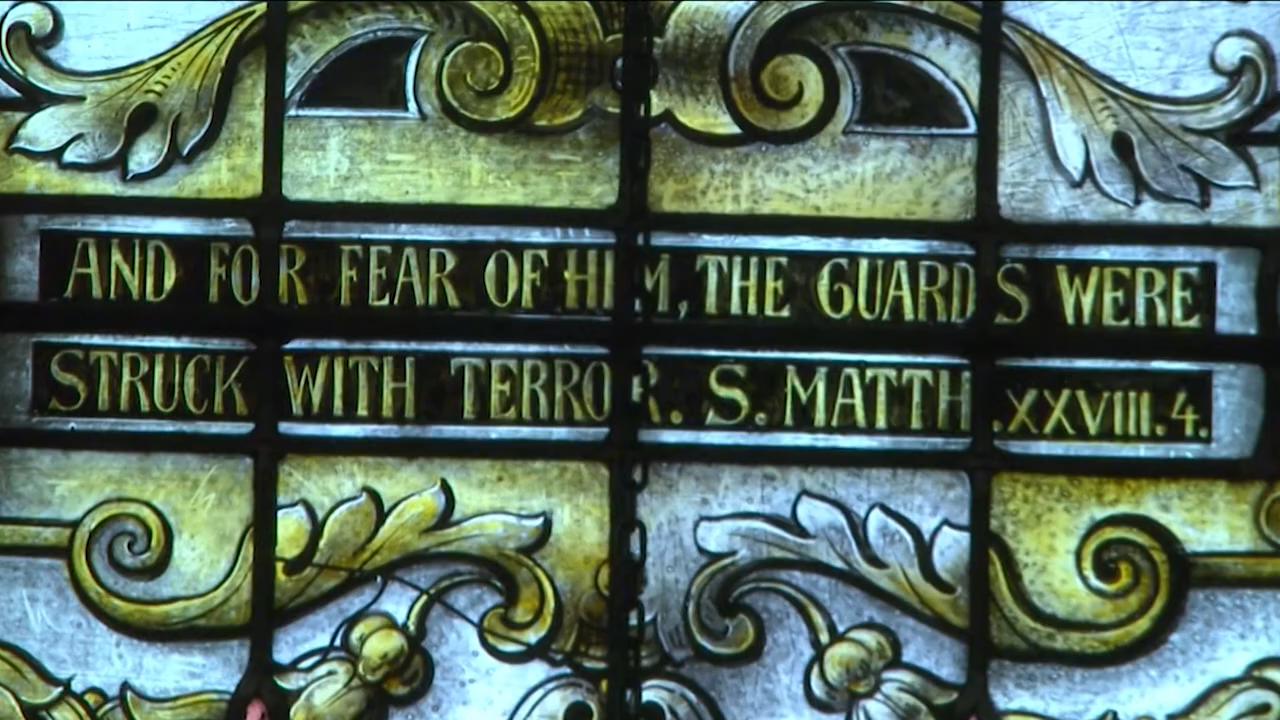 AND FOR FEAR OF HIM, THE GUARDS WERE
STRUCK WITH TERROR. S. MATTH.XXVIII.4.